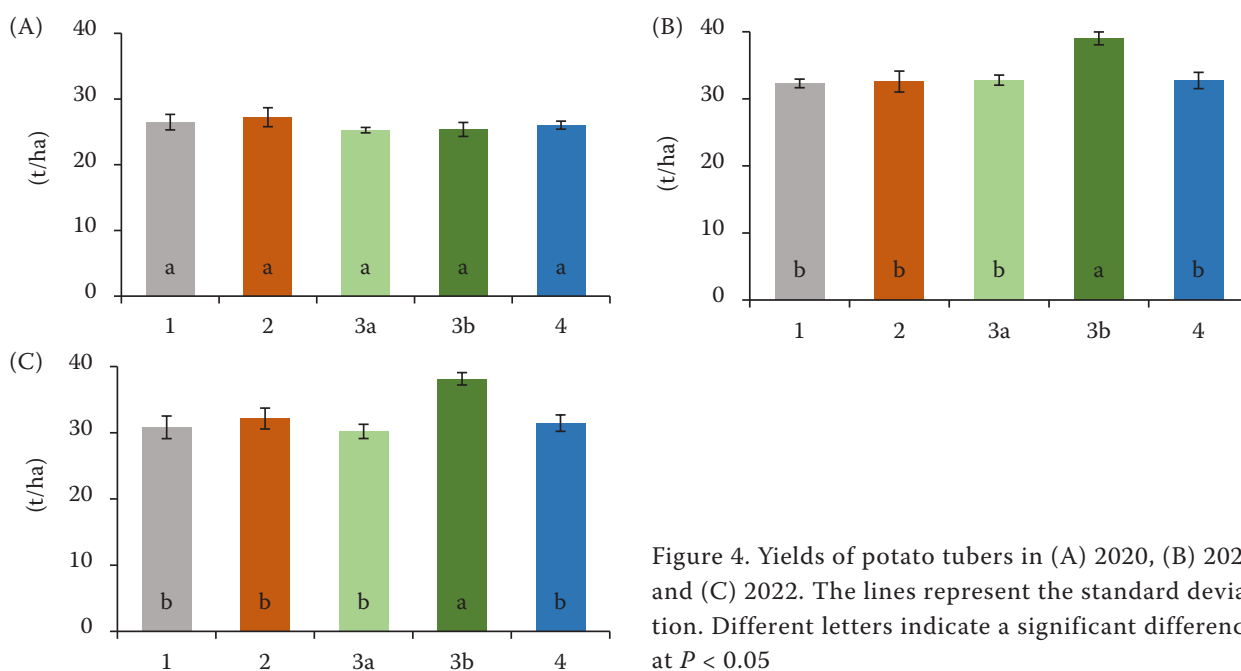 (A)
40
30
20
10
0
(t/ha)
a a a a a
1 2 3a 3b 4
(B)
40
30
20
10
0
(t/ha)
b b b a b
1 2 3a 3b 4
(C)
40
30
20
10
0
(t/ha)
b b b a b
1 2 3a 3b 4
Figure 4. Yields of potato tubers in (A) 2020, (B) 202
and (C) 2022. The lines represent the standard devia-
tion. Different letters indicate a significant differenc
at P < 0.05